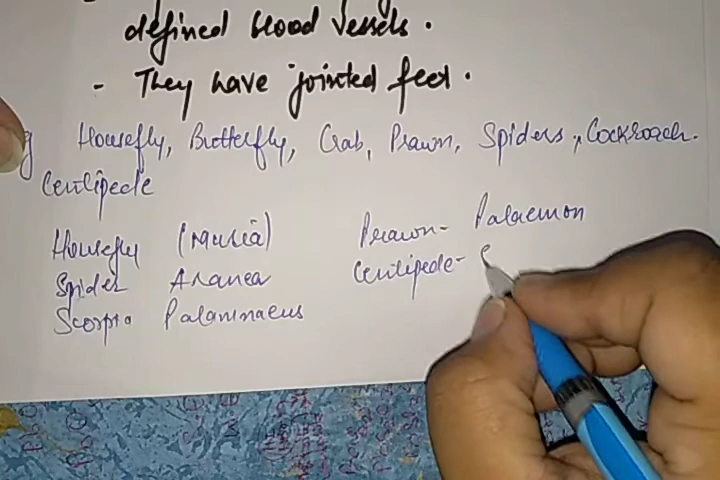 defined blood vessels.
- They have jointed feet.
g Housefly, Butterfly, Crab, Prawn, Spiders, Cockroach.
Centipede
Housefly (Musca) Prawn- Palaemon
Spider Aranea Centipede- S
Scorpio Palamnaeus